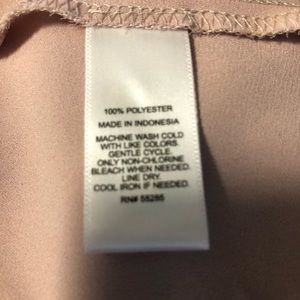 100% POLYESTER
MADE IN INDONESIA
MACHINE WASH COLD
WITH LIKE COLORS.
GENTLE CYCLE.
ONLY NON-CHLORINE
BLEACH WHEN NEEDED.
LINE DRY.
COOL IRON IF NEEDED.
RN# 55285